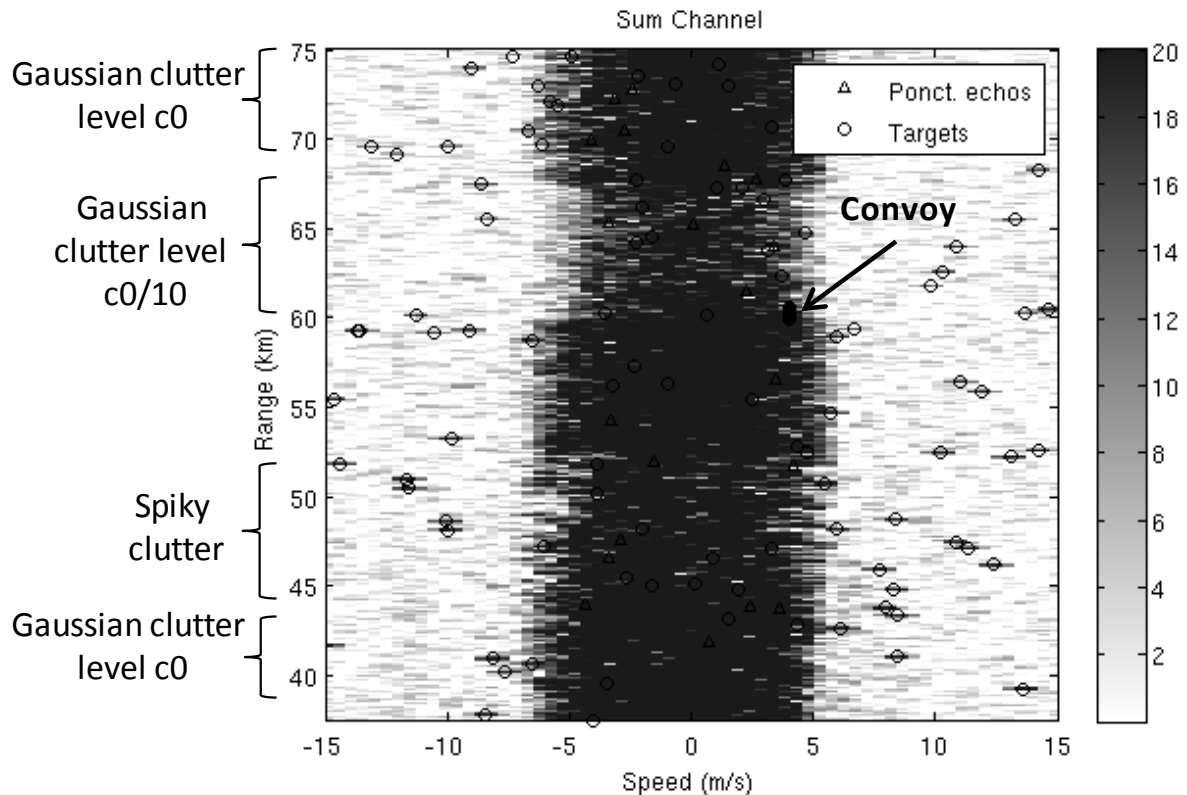 Sum Channel
Gaussian clutter
level c0
Gaussian
clutter level
c0/10
Spiky
clutter
Gaussian clutter
level c0
Range (km)
75
70
65
60
55
50
45
40
Ponct. echos
Targets
Convoy
-15
-10
-5
0
5
10
15
Speed (m/s)
20
18
16
14
12
10
8
6
4
2